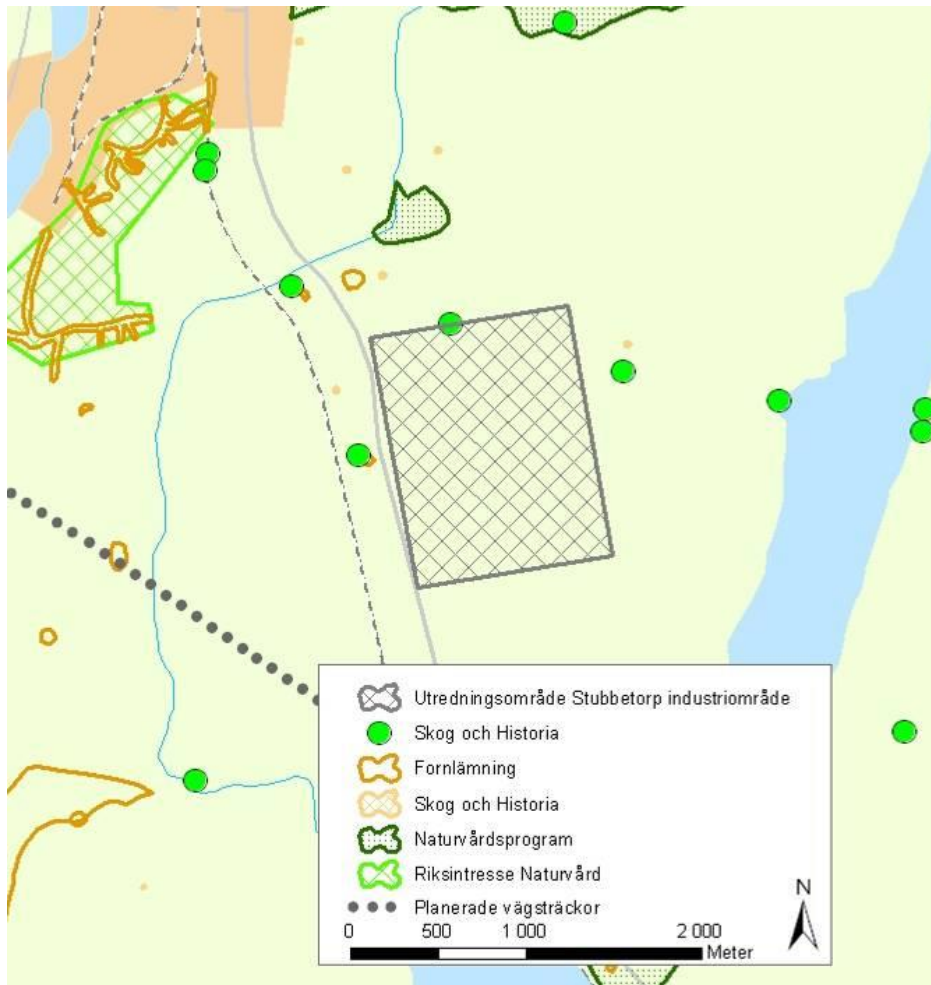 Utredningsområde Stubbetorp industriområde
Skog och Historia
Fornlämning
Skog och Historia
Naturvårdsprogram
Riksintresse Naturvård
Planerade vägsträckor
N
0 500 1 000 2 000
Meter